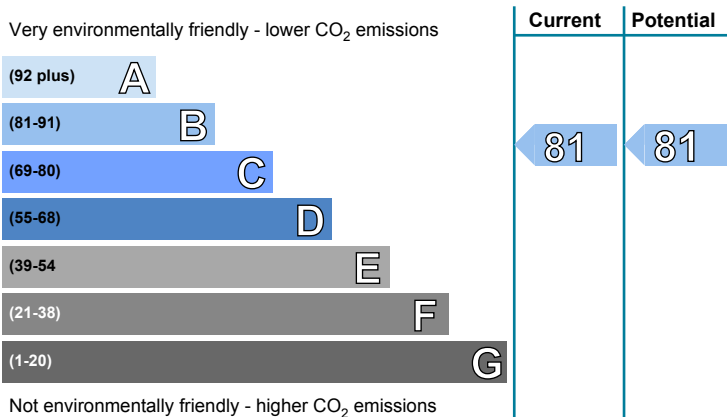 Very environmentally friendly - lower CO2 emissions
Current Potential
(92 plus) A
(81-91) B
81 81
(69-80) C
(55-68) D
(39-54 E
(21-38) F
(1-20) G
Not environmentally friendly - higher CO2 emissions